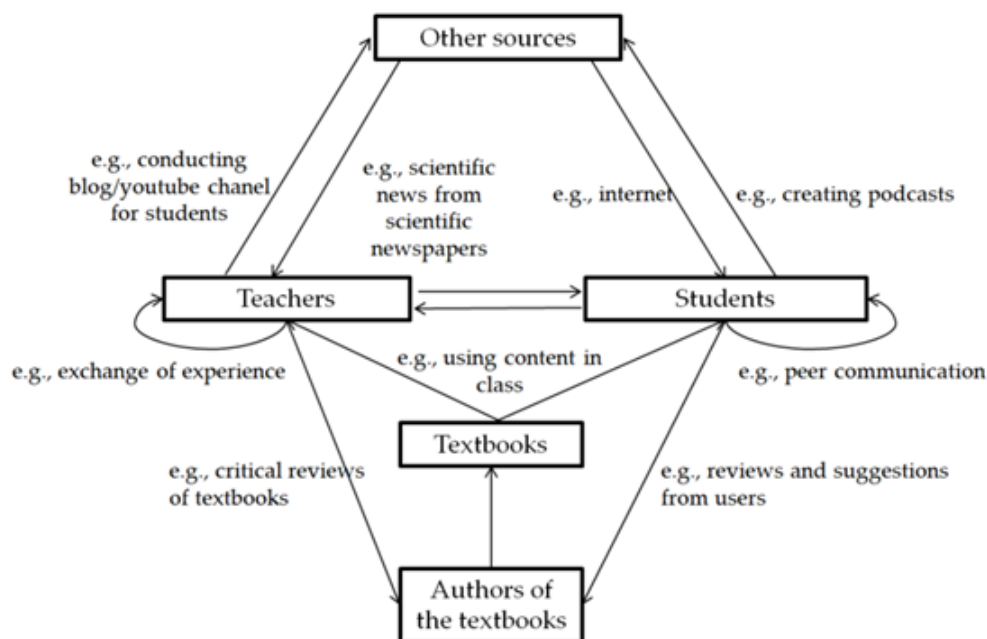 Other sources
e.g., conducting
blog/youtube chanel
for students
e.g., scientific
news from
scientific
newspapers
e.g., internet
e.g., creating podcasts
Teachers
Students
e.g., exchange of experience
e.g., using content in
class
e.g., peer communication
Textbooks
e.g., critical reviews
of textbooks
e.g., reviews and suggestions
from users
Authors of
the textbooks